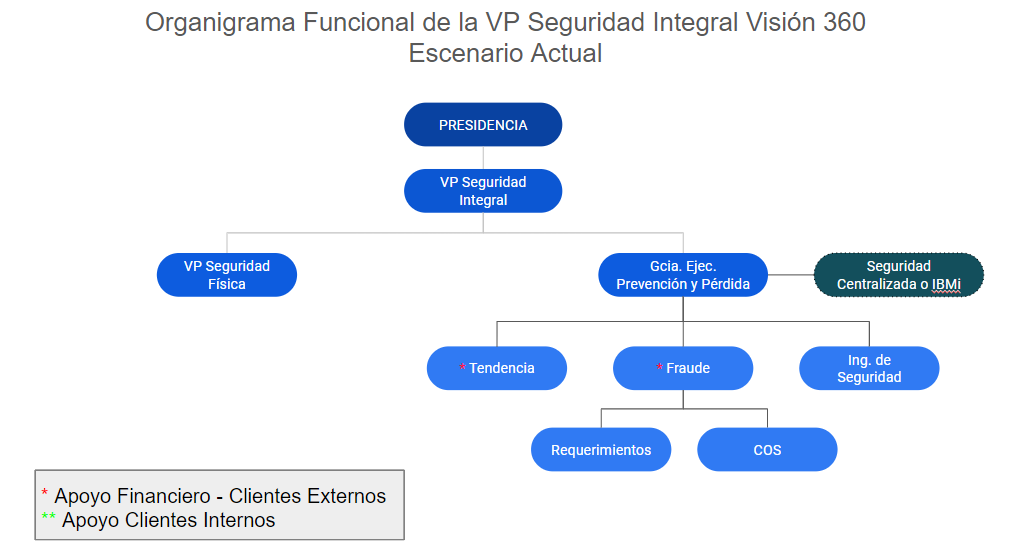 Organigrama Funcional de la VP Seguridad Integral Visión 360
Escenario Actual
PRESIDENCIA
VP Seguridad
Integral
VP Seguridad
Física
Gcia. Ejec.
Prevención y Pérdida
Seguridad
Centralizada o IBMi
* Tendencia
* Fraude
Ing. de
Seguridad
Requerimientos
COS
* Apoyo Financiero - Clientes Externos
** Apoyo Clientes Internos